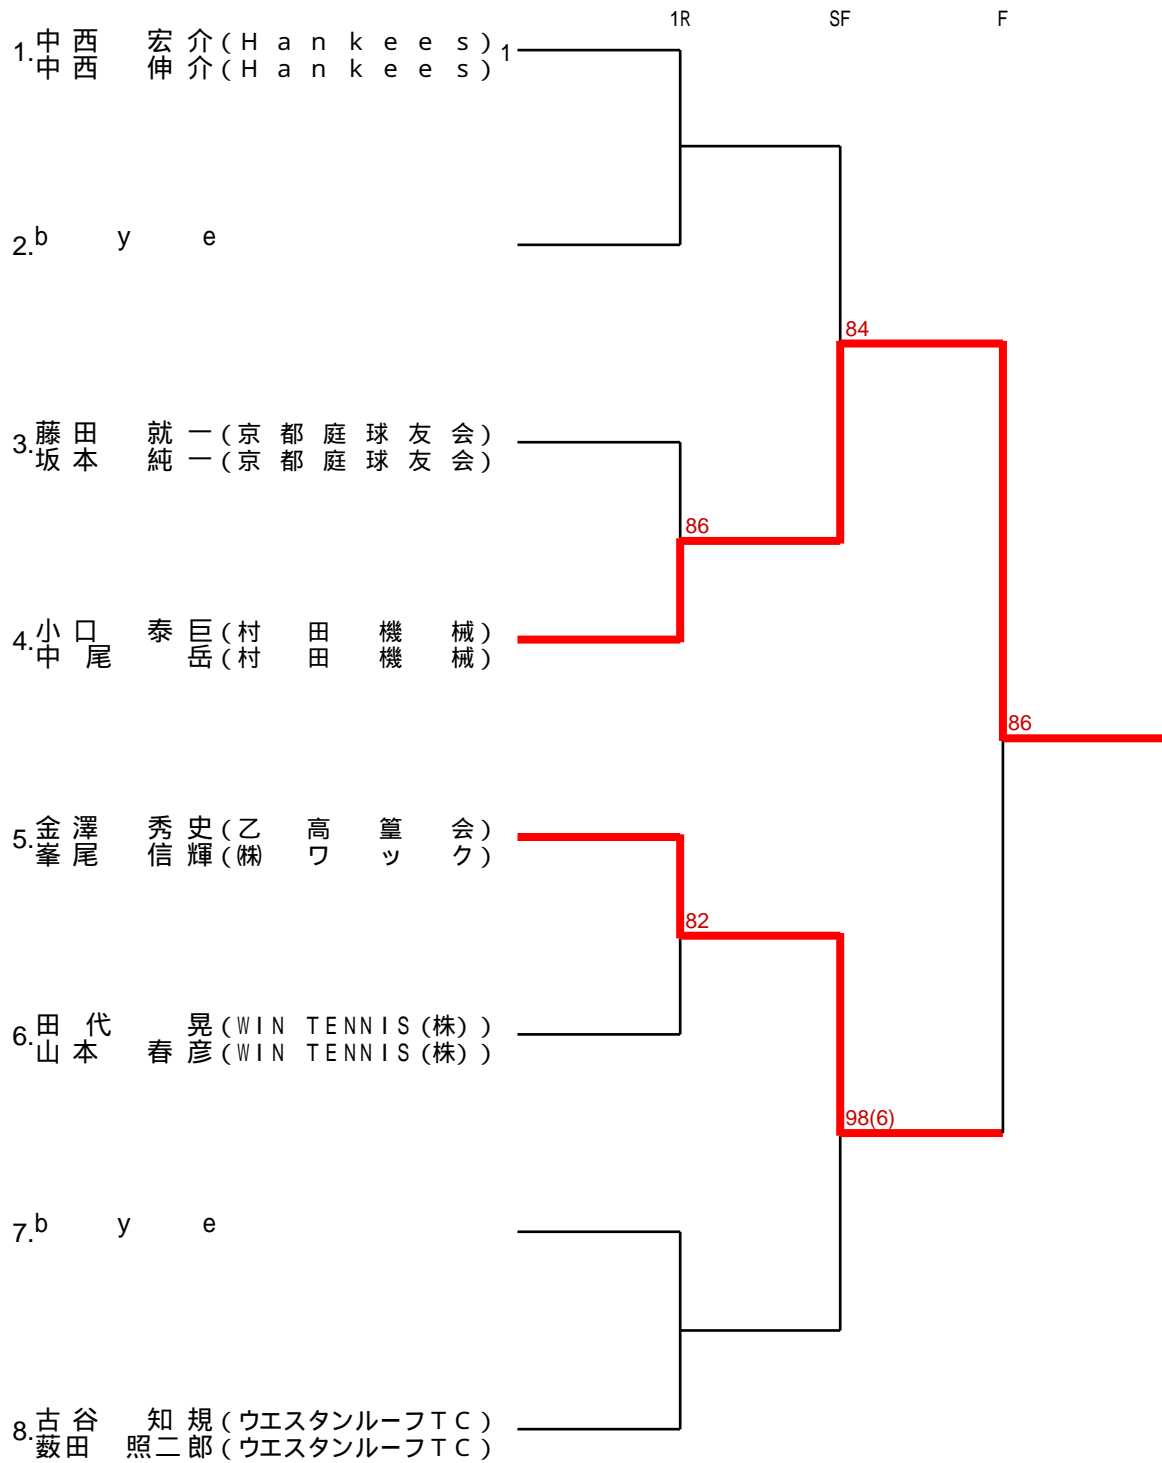 1R SF F
1. 中西 宏介(Hankees) 1
中西 伸介(Hankees)
2. bye
84
3. 藤田 就一(京都庭球友会)
坂本 純一(京都庭球友会)
86
4. 小口 泰巨(村田機械)
中尾 岳(村田機械)
86
5. 金澤 秀史(乙高篁会)
峯尾 信輝(㈱ワック)
82
6. 田代 晃(WIN TENNIS(株))
山本 春彦(WIN TENNIS(株))
98(6)
7. bye
8. 古谷 知規(ウエスタンルーフTC)
薮田 照二郎(ウエスタンルーフTC)